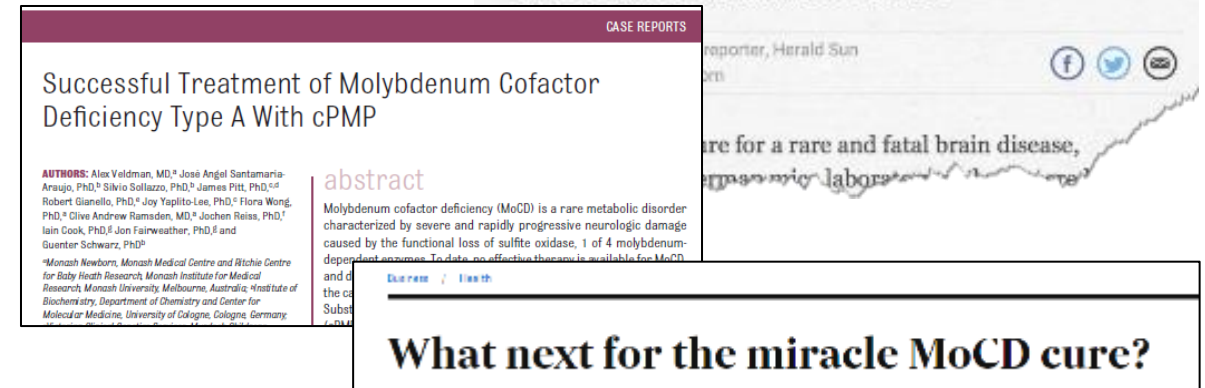 CASE REPORTS
Successful Treatment of Molybdenum Cofactor
Deficiency Type A With cPMP
AUTHORS: Alex Veldman, MD,ª José Angel Santamaria-
Araujo, PhD,ᵇ Silvio Sollazzo, PhD,ᵇ James Pitt, PhD,ᶜ,ᵈ
Robert Gianello, PhD,ᵉ Joy Yaplito-Lee, PhD,ᶜ Flora Wong,
PhD,ª Clive Andrew Ramsden, MD,ª Jochen Reiss, PhD,ᶠ
Iain Cook, PhD,ᵍ Jon Fairweather, PhD,ᵍ and
Guenter Schwarz, PhDᵇ
ªMonash Newborn, Monash Medical Centre and Ritchie Centre
for Baby Heath Research, Monash Institute for Medical
Research, Monash University, Melbourne, Australia; ᵇInstitute of
Biochemistry, Department of Chemistry and Center for
Molecular Medicine, University of Cologne, Cologne, Germany;
abstract
Molybdenum cofactor deficiency (MoCD) is a rare metabolic disorder
characterized by severe and rapidly progressive neurologic damage
caused by the functional loss of sulfite oxidase, 1 of 4 molybdenum-
dependent enzymes. To date, no effective therapy is available for MoCD
and d
the ca
Subst
reporter, Herald Sun
om
f
ure for a rare and fatal brain disease,
Business / Health
What next for the miracle MoCD cure?